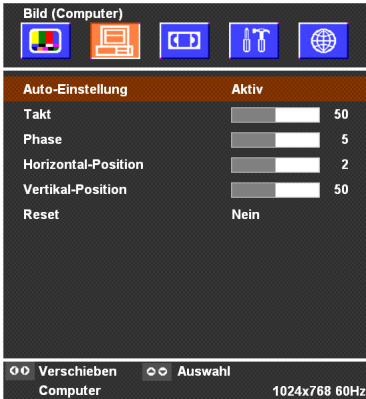 Bild (Computer)
Auto-Einstellung Aktiv
Takt 50
Phase 5
Horizontal-Position 2
Vertikal-Position 50
Reset Nein
Verschieben Auswahl
Computer 1024x768 60Hz